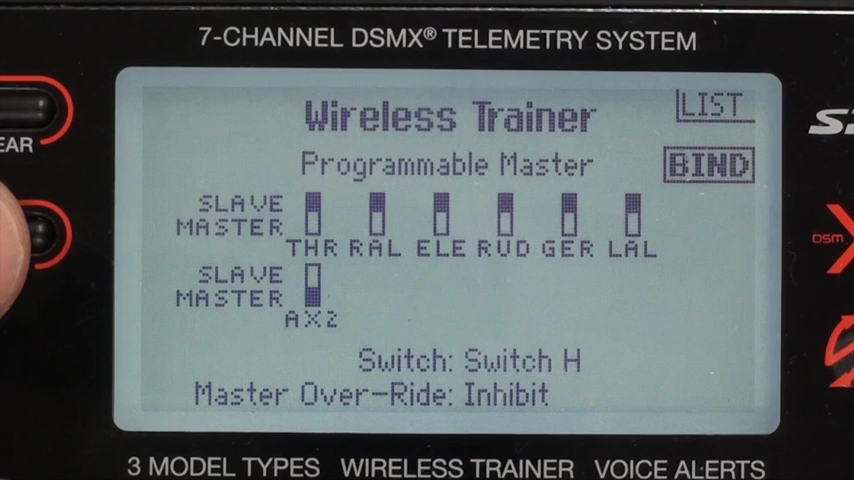 7-CHANNEL DSMX® TELEMETRY SYSTEM
LIST
Wireless Trainer
Programmable Master
BIND
SLAVE
MASTER
THR RAL ELE RUD GER LAL
SLAVE
MASTER
AX2
Switch: Switch H
Master Over-Ride: Inhibit
EAR
DSM
3 MODEL TYPES WIRELESS TRAINER VOICE ALERTS